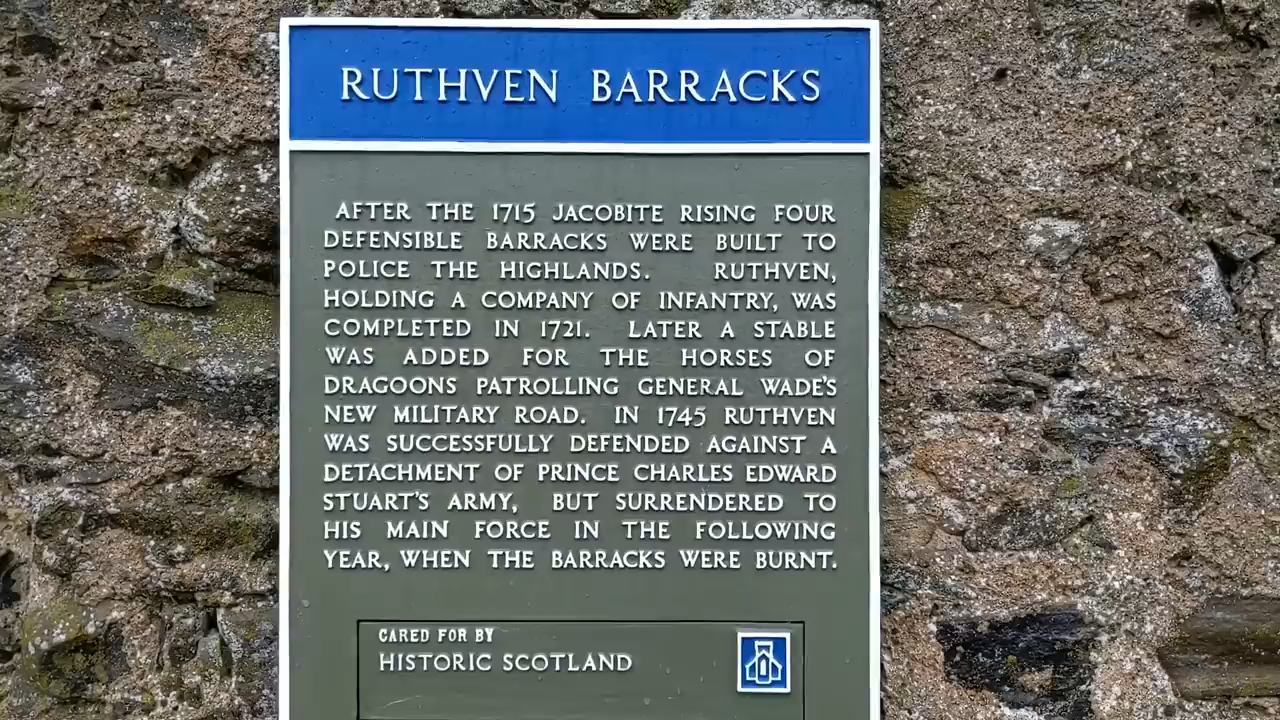 RUTHVEN BARRACKS
AFTER THE 1715 JACOBITE RISING FOUR
DEFENSIBLE BARRACKS WERE BUILT TO
POLICE THE HIGHLANDS. RUTHVEN,
HOLDING A COMPANY OF INFANTRY, WAS
COMPLETED IN 1721. LATER A STABLE
WAS ADDED FOR THE HORSES OF
DRAGOONS PATROLLING GENERAL WADE'S
NEW MILITARY ROAD. IN 1745 RUTHVEN
WAS SUCCESSFULLY DEFENDED AGAINST A
DETACHMENT OF PRINCE CHARLES EDWARD
STUART'S ARMY, BUT SURRENDERED TO
HIS MAIN FORCE IN THE FOLLOWING
YEAR, WHEN THE BARRACKS WERE BURNT.
CARED FOR BY
HISTORIC SCOTLAND